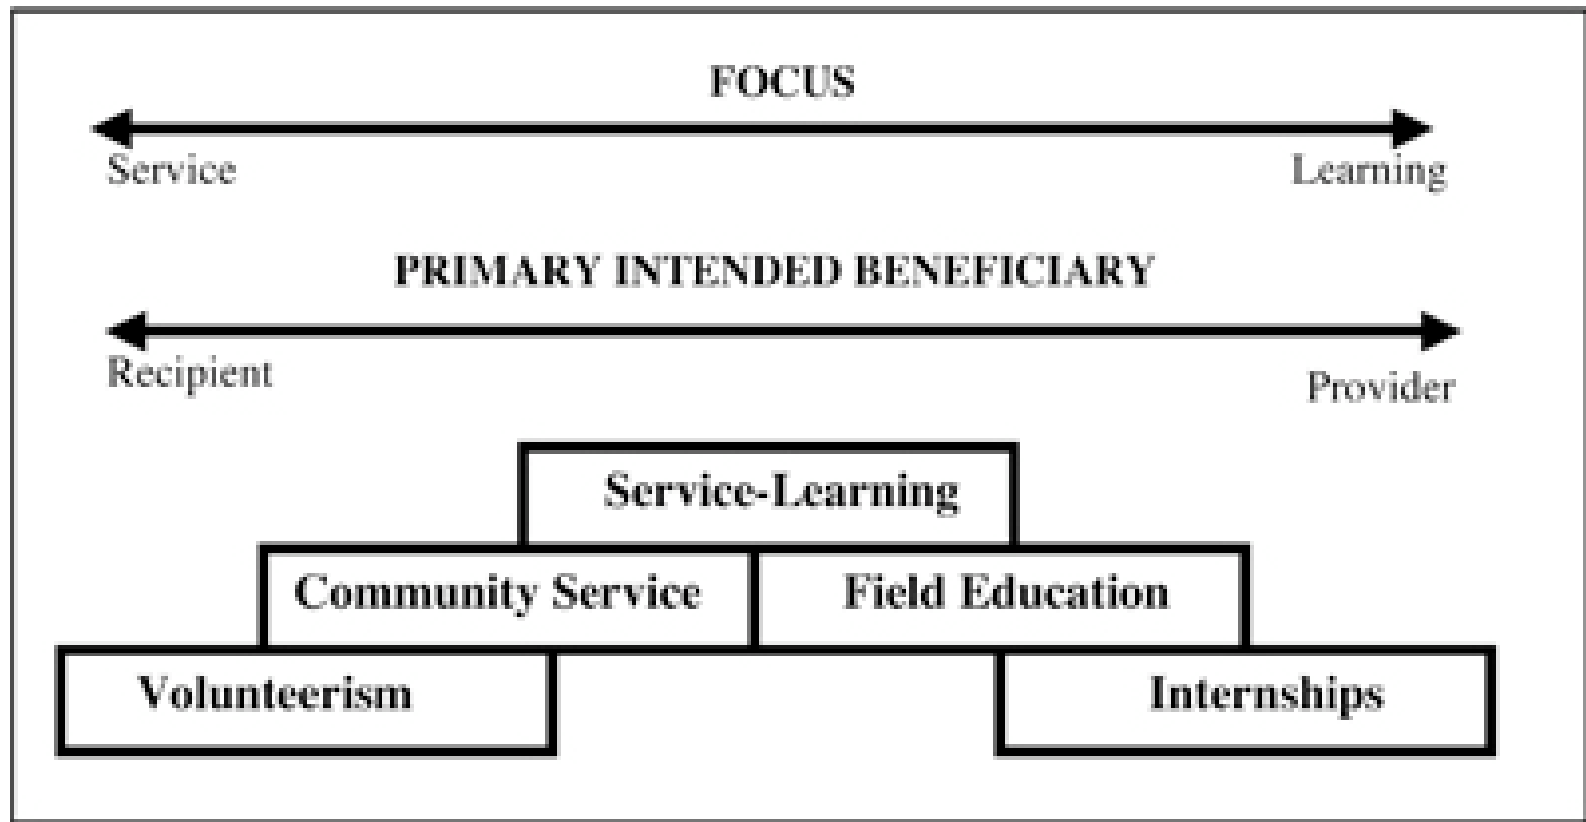 FOCUS
Service Learning
PRIMARY INTENDED BENEFICIARY
Recipient Provider
Service-Learning
Community Service Field Education
Volunteerism Internships